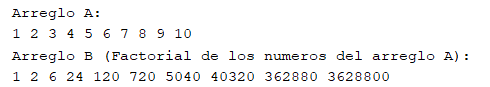 Arreglo A:
1 2 3 4 5 6 7 8 9 10
Arreglo B (Factorial de los numeros del arreglo A):
1 2 6 24 120 720 5040 40320 362880 3628800